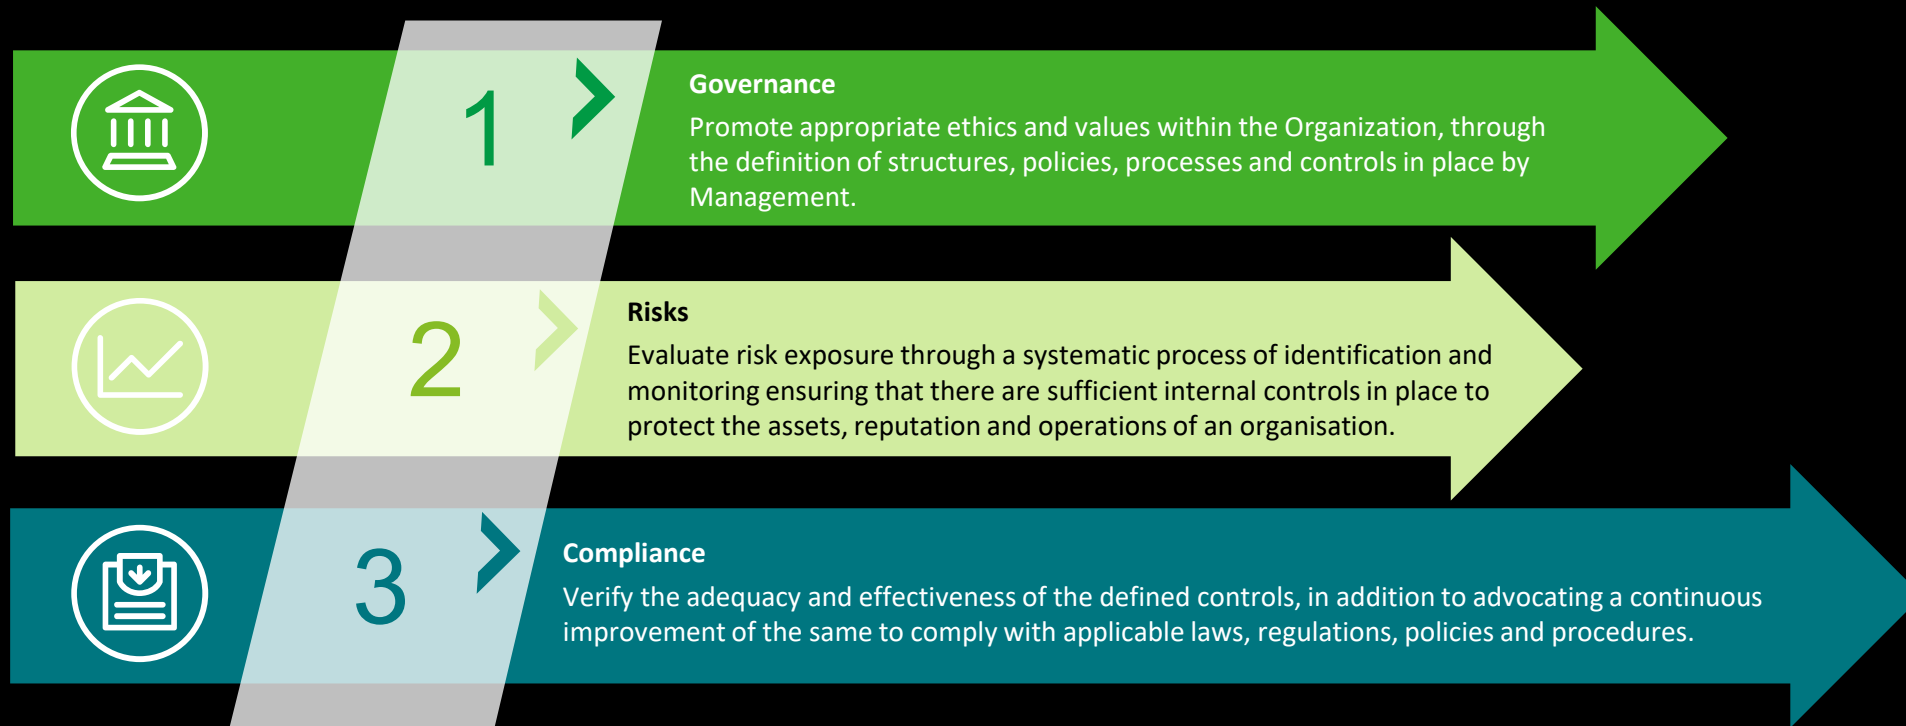 1
Governance
Promote appropriate ethics and values within the Organization, through
the definition of structures, policies, processes and controls in place by
Management.
2
Risks
Evaluate risk exposure through a systematic process of identification and
monitoring ensuring that there are sufficient internal controls in place to
protect the assets, reputation and operations of an organisation.
3
Compliance
Verify the adequacy and effectiveness of the defined controls, in addition to advocating a continuous
improvement of the same to comply with applicable laws, regulations, policies and procedures.